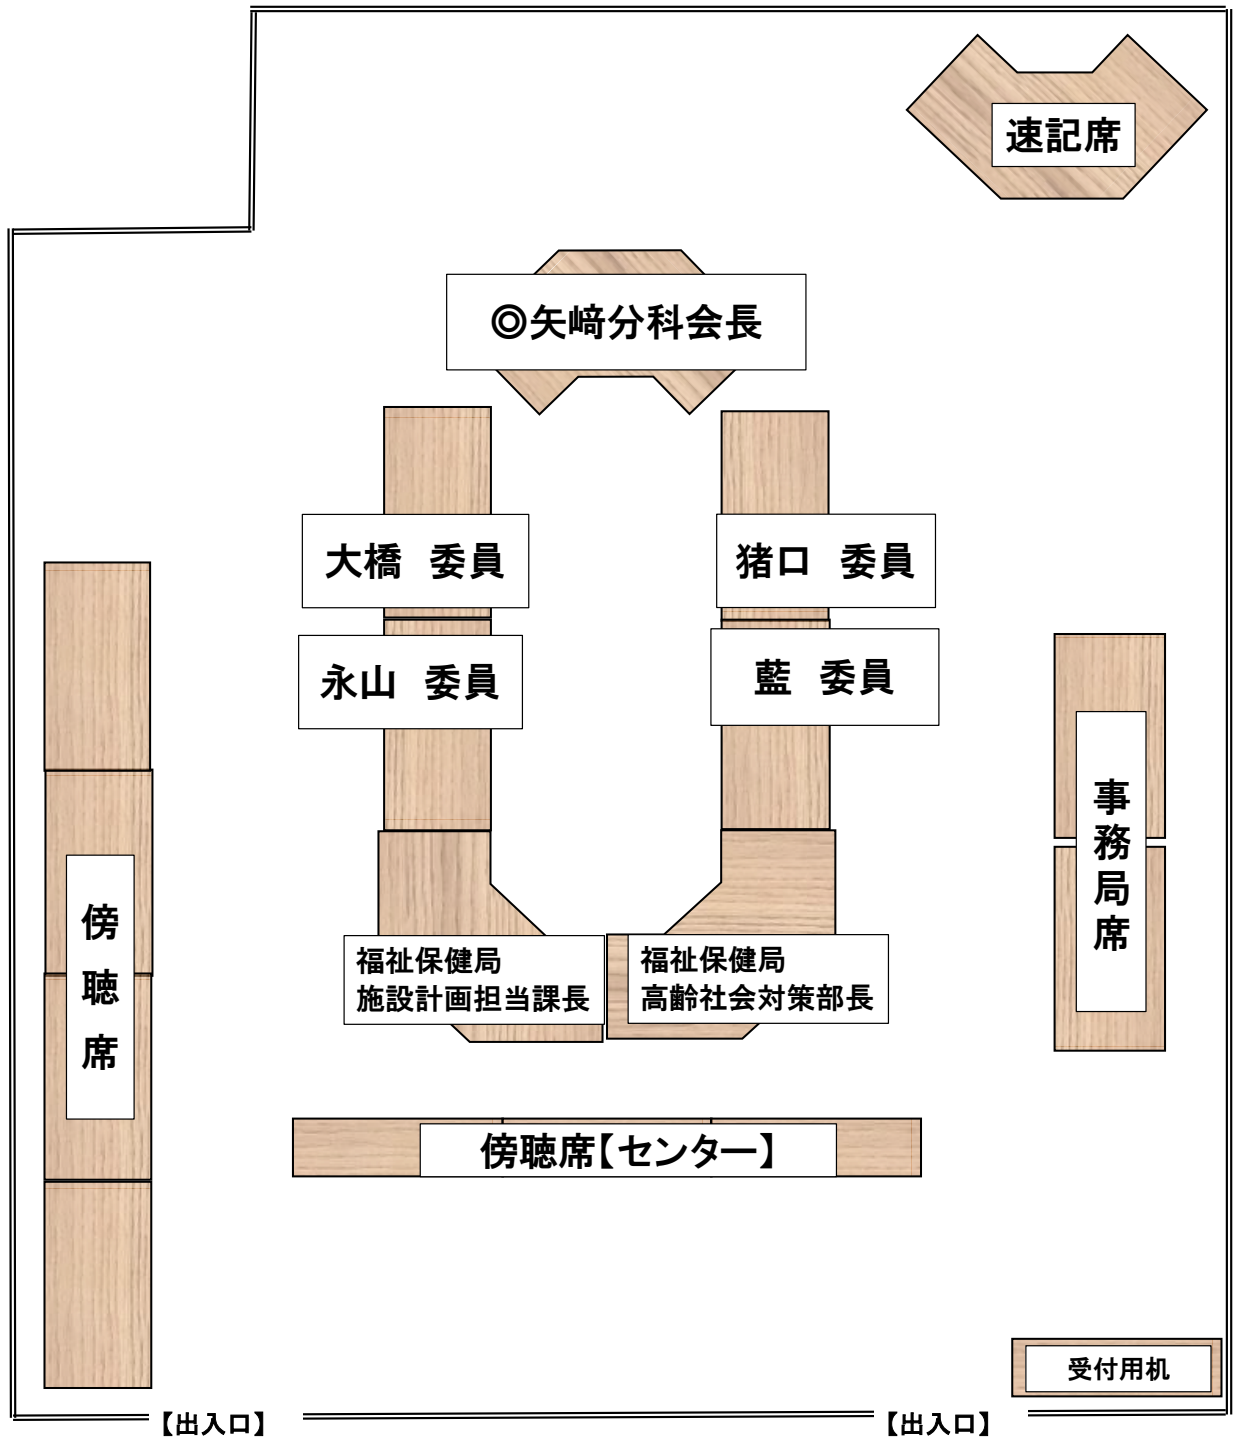 速記席
◎矢﨑分科会長
大橋　委員
猪口　委員
永山　委員
藍　委員
事務局席
傍聴席
福祉保健局
施設計画担当課長
福祉保健局
高齢社会対策部長
傍聴席【センター】
受付用机
【出入口】
【出入口】